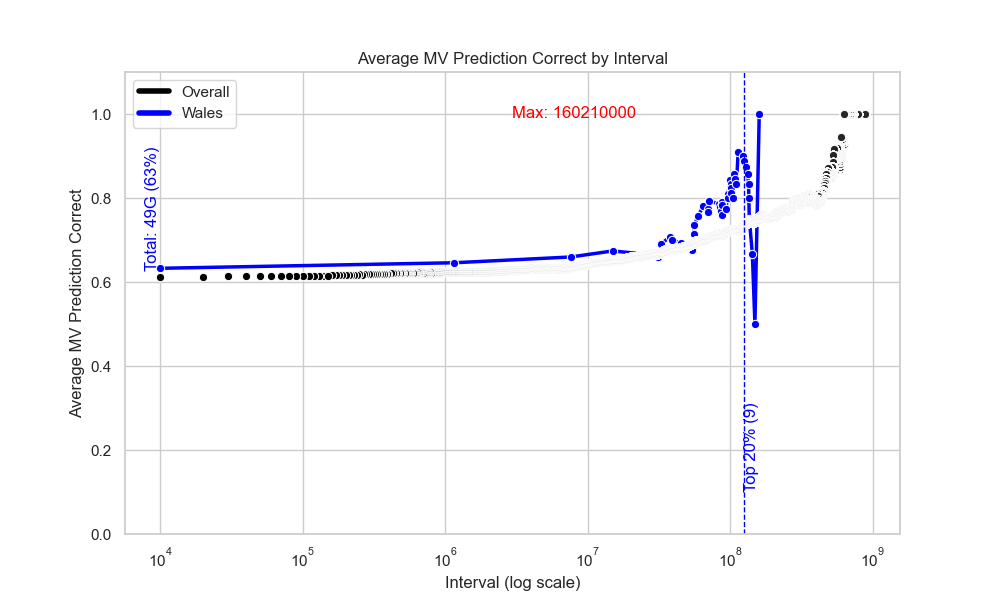 Average MV Prediction Correct by Interval
Overall
Wales
Max: 160210000
Total: 49G (63%)
Top 20% (9)
Average MV Prediction Correct
1.0
0.8
0.6
0.4
0.2
0.0
10^4
10^5
10^6
10^7
10^8
10^9
Interval (log scale)